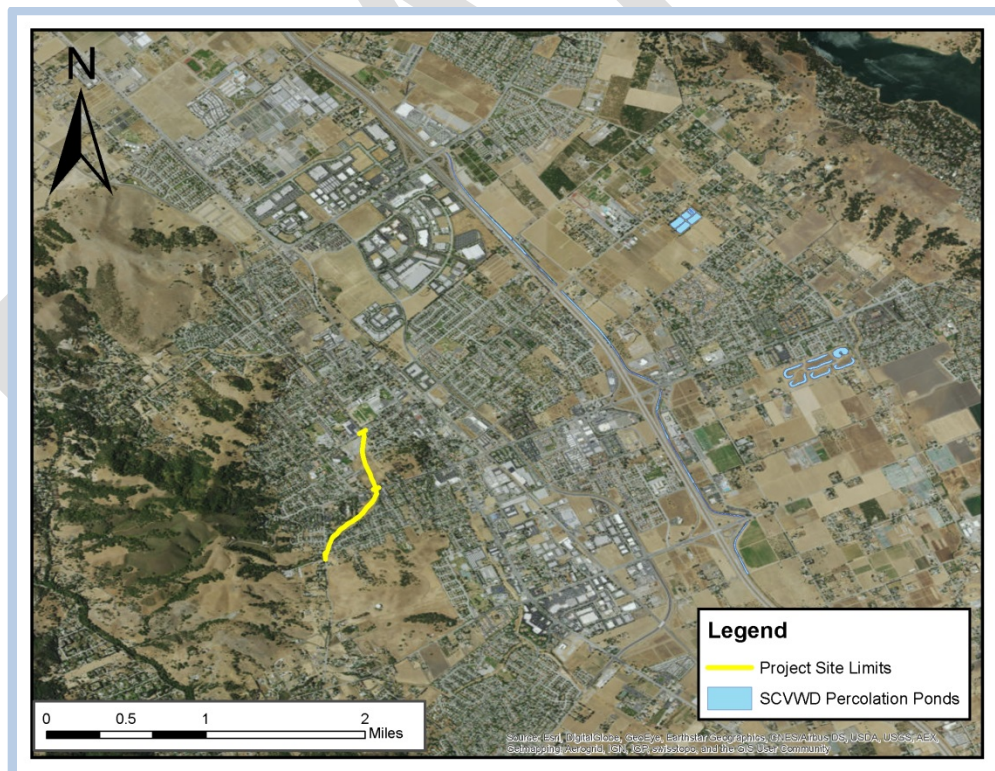 N
Legend
Project Site Limits
SCVWD Percolation Ponds
0 0.5 1 2
Miles
Source: Esri, DigitalGlobe, GeoEye, Earthstar Geographics, CNES/Airbus DS, USDA, USGS, AEX,
Getmapping, Aerogrid, IGN, IGP, swisstopo, and the GIS User Community